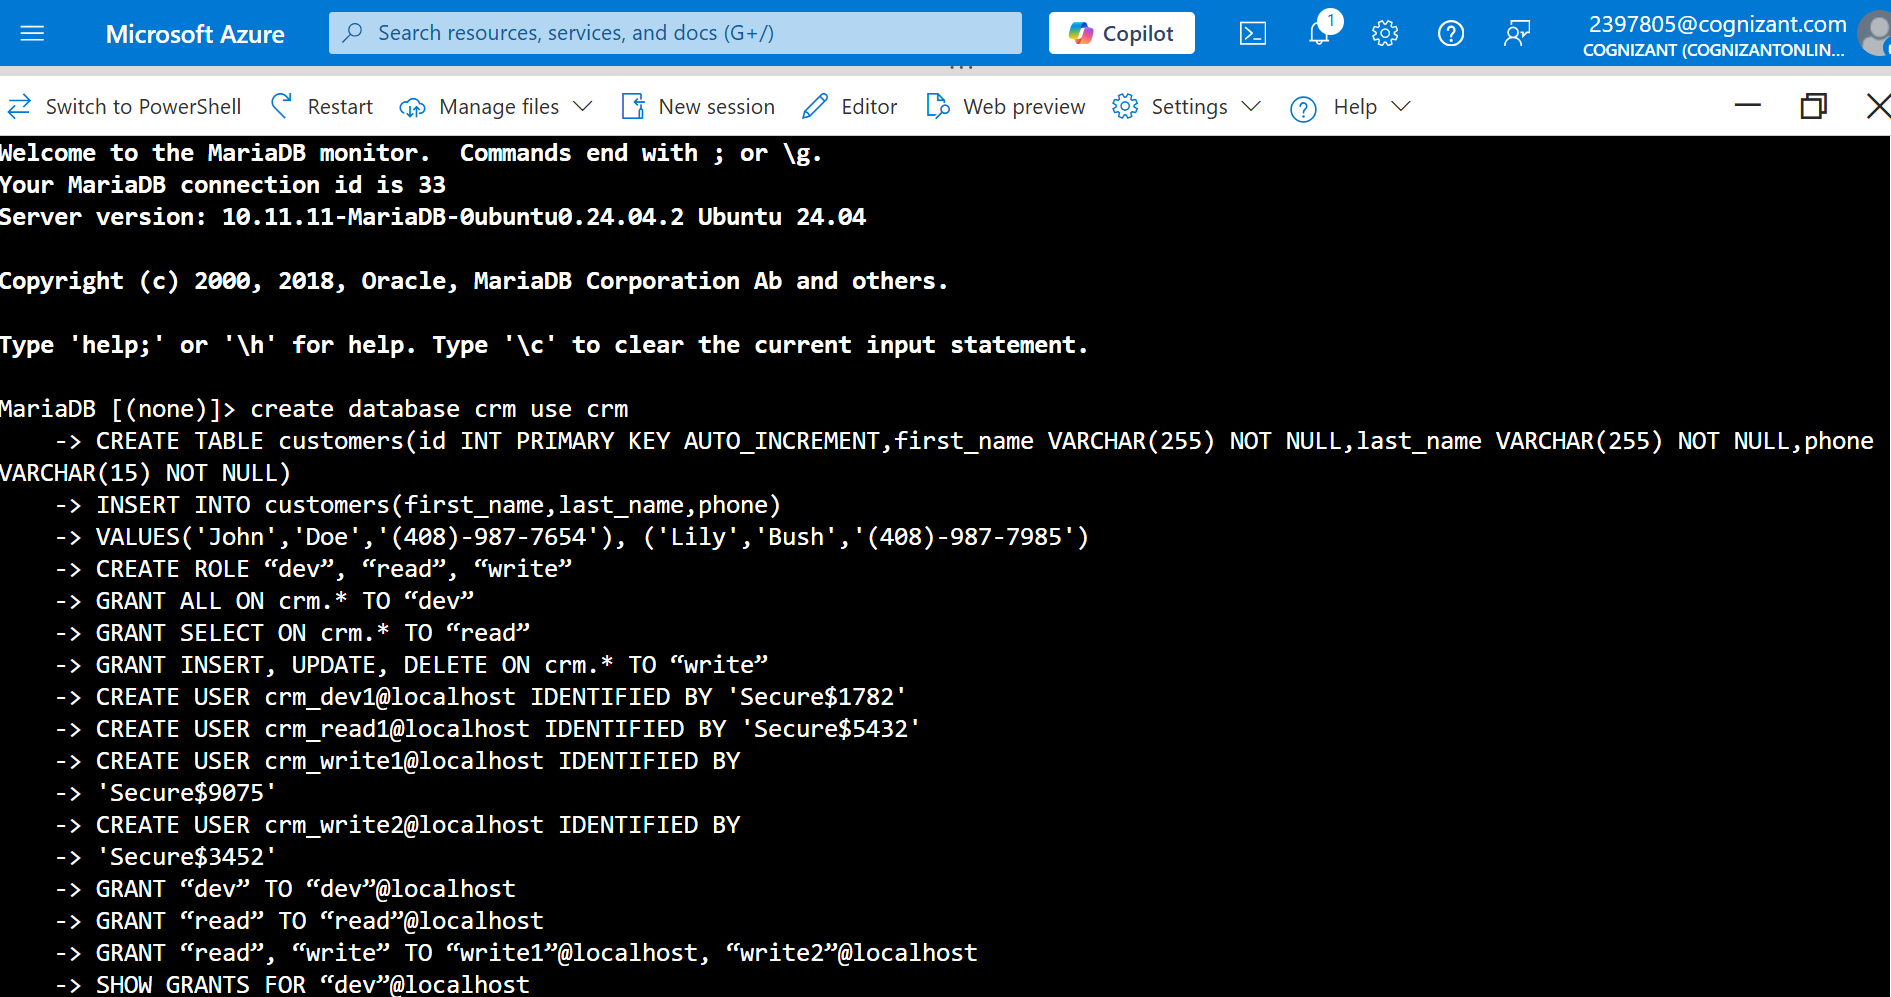 Microsoft Azure
Search resources, services, and docs (G+/)
Copilot
1
2397805@cognizant.com
COGNIZANT (COGNIZANTONLIN...
...
Switch to PowerShell
Restart
Manage files
New session
Editor
Web preview
Settings
Help
Welcome to the MariaDB monitor.  Commands end with ; or \g.
Your MariaDB connection id is 33
Server version: 10.11.11-MariaDB-0ubuntu0.24.04.2 Ubuntu 24.04
Copyright (c) 2000, 2018, Oracle, MariaDB Corporation Ab and others.
Type 'help;' or '\h' for help. Type '\c' to clear the current input statement.
MariaDB [(none)]> create database crm use crm
    -> CREATE TABLE customers(id INT PRIMARY KEY AUTO_INCREMENT,first_name VARCHAR(255) NOT NULL,last_name VARCHAR(255) NOT NULL,phone
VARCHAR(15) NOT NULL)
    -> INSERT INTO customers(first_name,last_name,phone)
    -> VALUES('John','Doe','(408)-987-7654'), ('Lily','Bush','(408)-987-7985')
    -> CREATE ROLE “dev”, “read”, “write”
    -> GRANT ALL ON crm.* TO “dev”
    -> GRANT SELECT ON crm.* TO “read”
    -> GRANT INSERT, UPDATE, DELETE ON crm.* TO “write”
    -> CREATE USER crm_dev1@localhost IDENTIFIED BY 'Secure$1782'
    -> CREATE USER crm_read1@localhost IDENTIFIED BY 'Secure$5432'
    -> CREATE USER crm_write1@localhost IDENTIFIED BY
    -> 'Secure$9075'
    -> CREATE USER crm_write2@localhost IDENTIFIED BY
    -> 'Secure$3452'
    -> GRANT “dev” TO “dev”@localhost
    -> GRANT “read” TO “read”@localhost
    -> GRANT “read”, “write” TO “write1”@localhost, “write2”@localhost
    -> SHOW GRANTS FOR “dev”@localhost